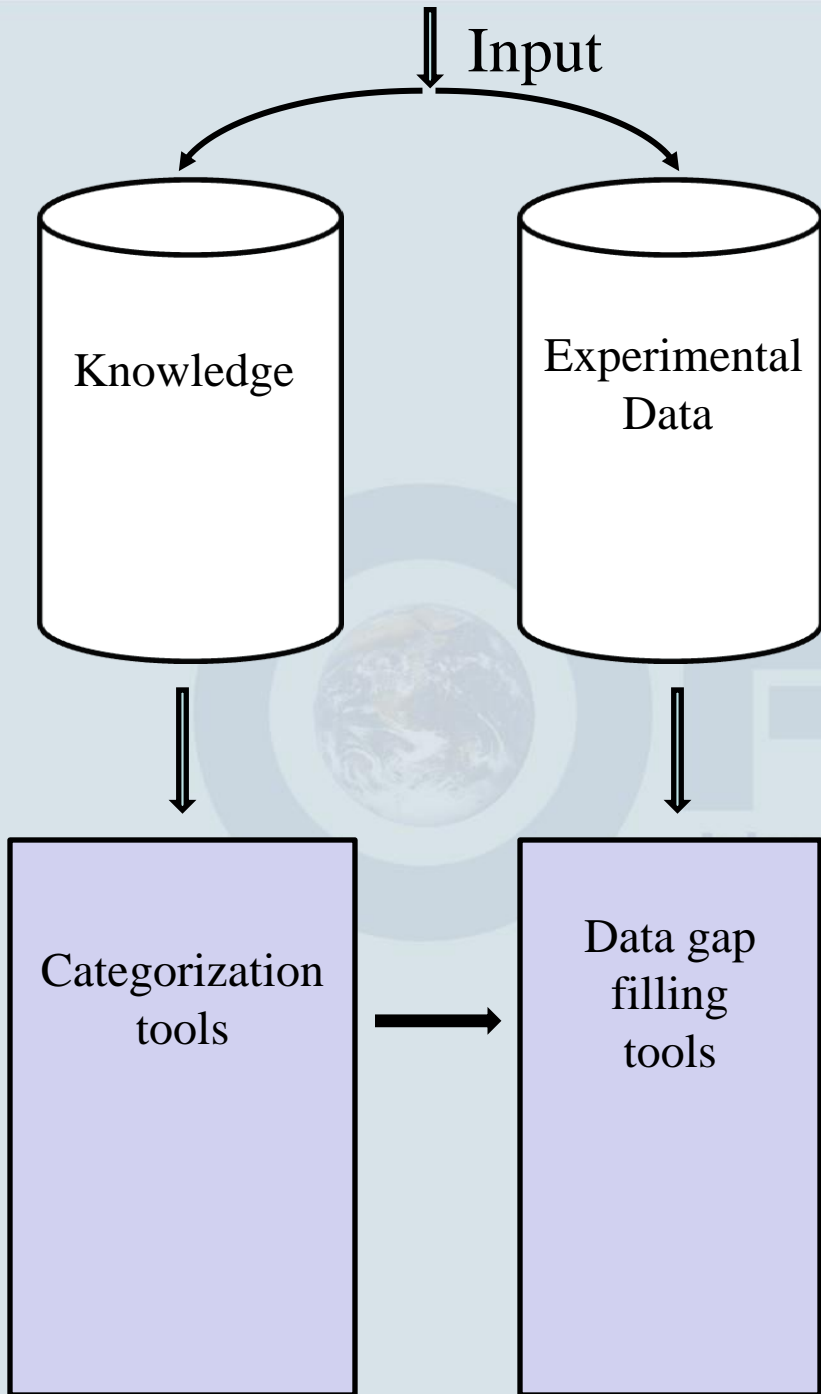 Input
Knowledge
Experimental
Data
Categorization
tools
Data gap
filling
tools